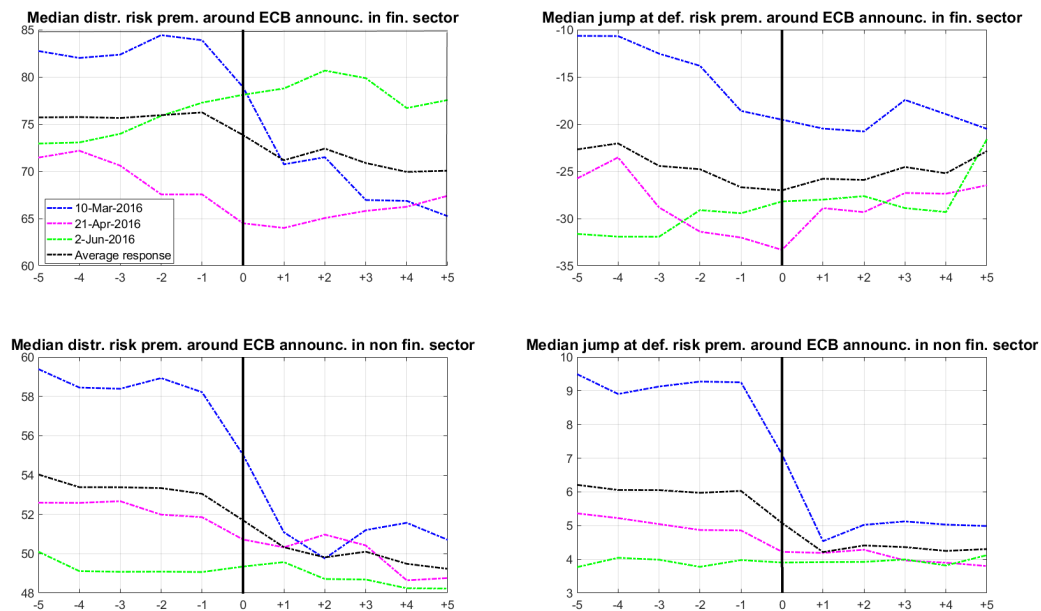 Median distr. risk prem. around ECB announc. in fin. sector
85
80
75
70
65
60
10-Mar-2016
21-Apr-2016
2-Jun-2016
Average response
-5 -4 -3 -2 -1 0 +1 +2 +3 +4 +5
Median jump at def. risk prem. around ECB announc. in fin. sector
-10
-15
-20
-25
-30
-35
-5 -4 -3 -2 -1 0 +1 +2 +3 +4 +5
Median distr. risk prem. around ECB announc. in non fin. sector
60
58
56
54
52
50
48
-5 -4 -3 -2 -1 0 +1 +2 +3 +4 +5
Median jump at def. risk prem. around ECB announc. in non fin. sector
10
9
8
7
6
5
4
3
-5 -4 -3 -2 -1 0 +1 +2 +3 +4 +5